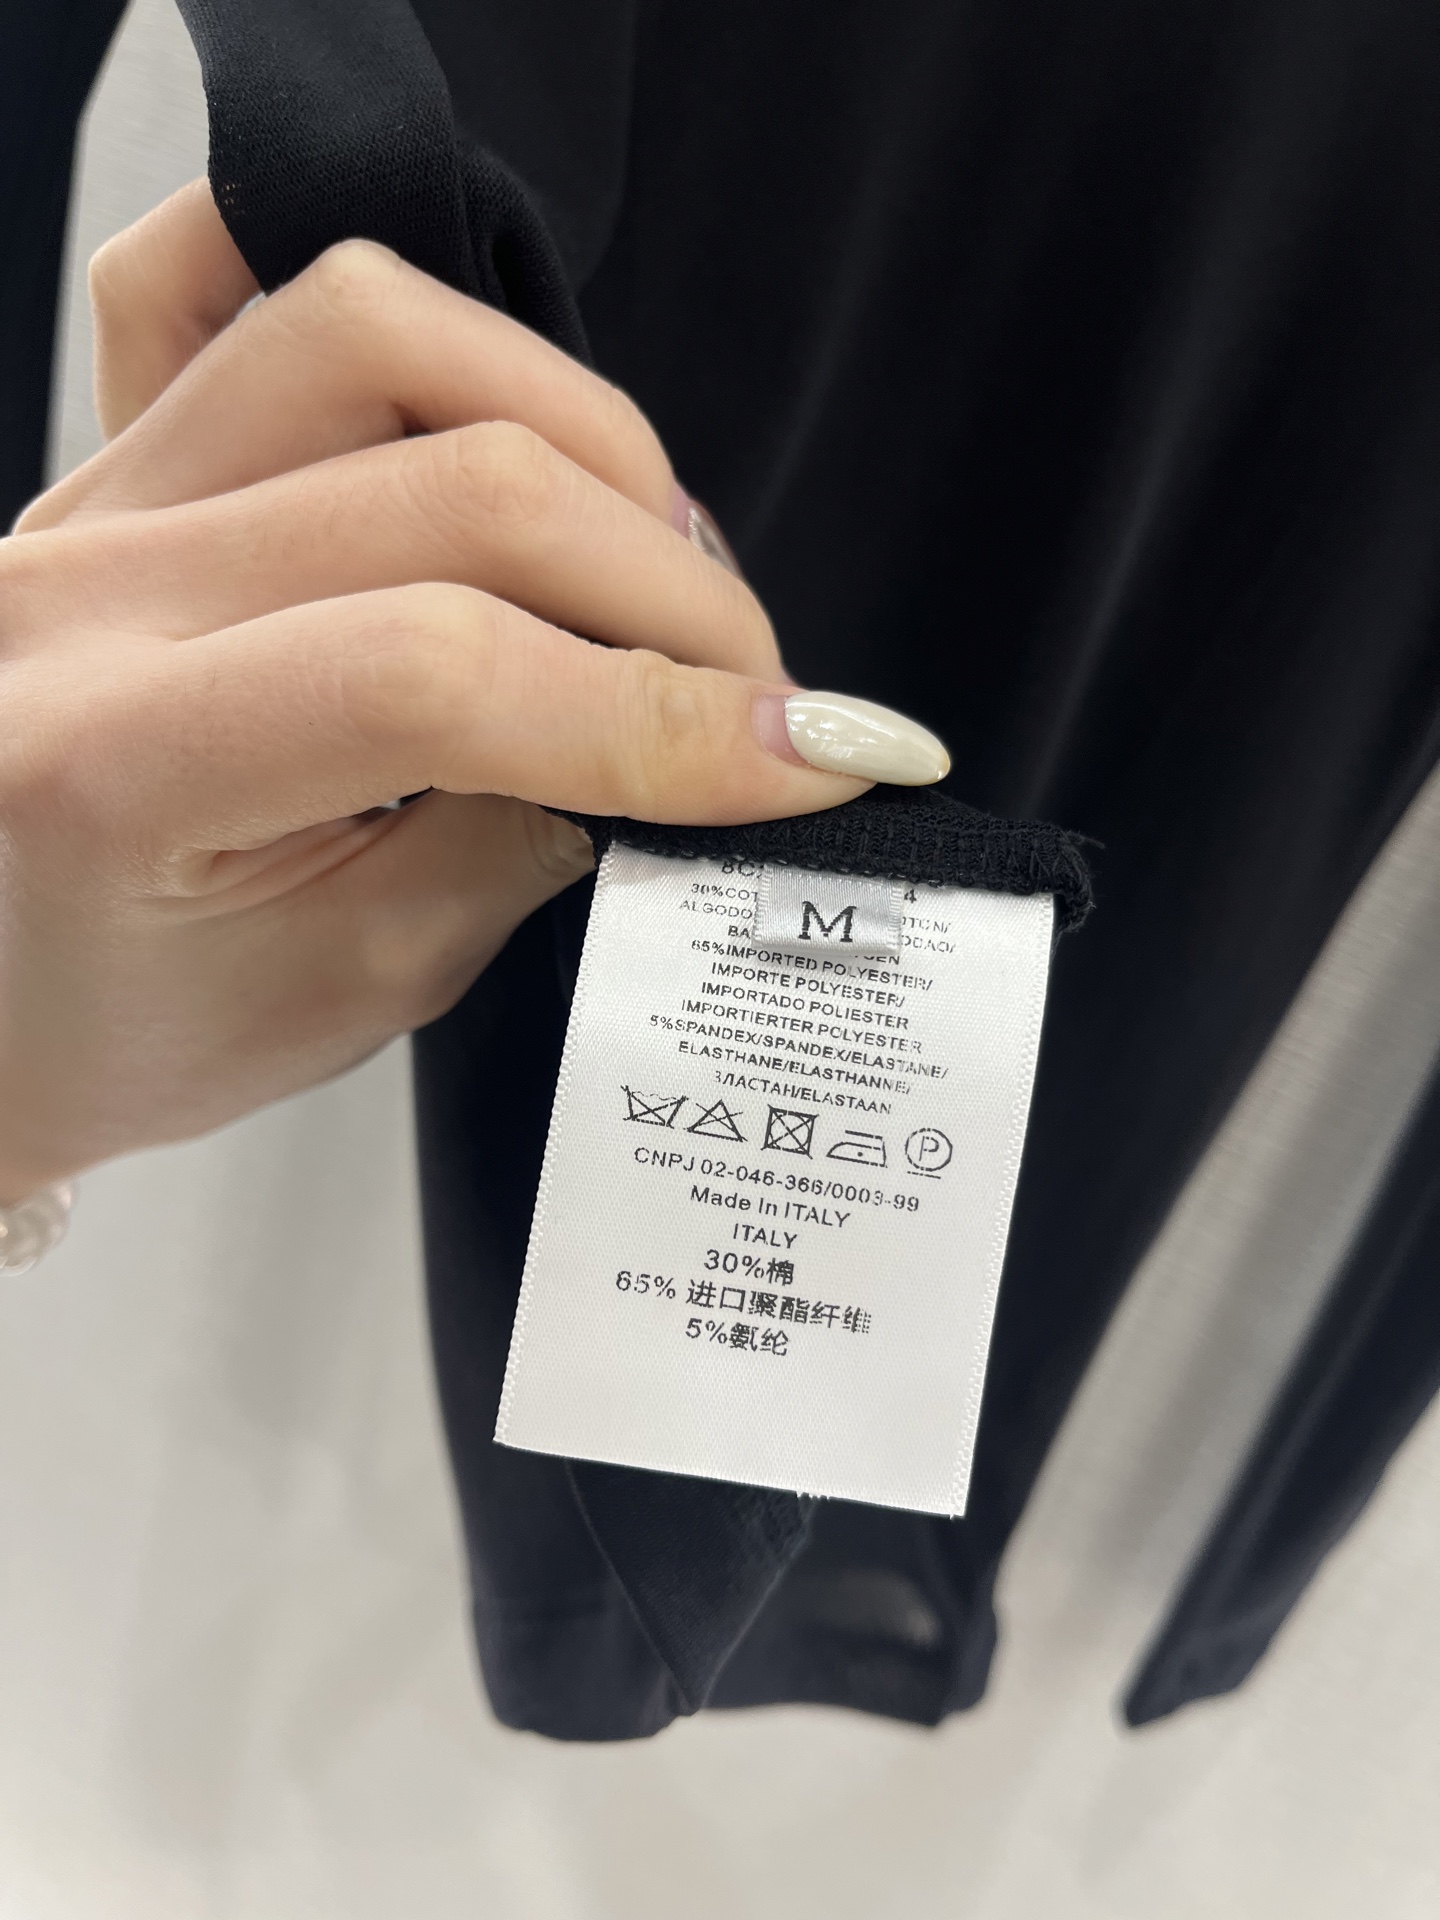 M
65%IMPORTED POLYESTER/
IMPORTE POLYESTER/
IMPORTADO POLIESTER
IMPORTIERTER POLYESTER
5%SPANDEX/SPANDEX/ELASTANE/
ELASTHANE/ELASTHANNE/
ЭЛАСТАН/ELASTAAN
P
CNPJ 02-046-366/0003-99
Made In ITALY
ITALY
30%棉
65% 进口聚酯纤维
5%氨纶